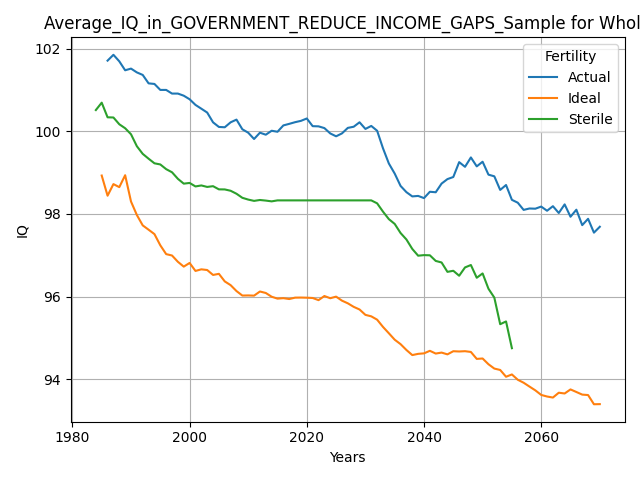 Average_IQ_in_GOVERNMENT_REDUCE_INCOME_GAPS_Sample for Whol
102
100
98
96
94
IQ
Fertility
Actual
Ideal
Sterile
1980
2000
2020
2040
2060
Years